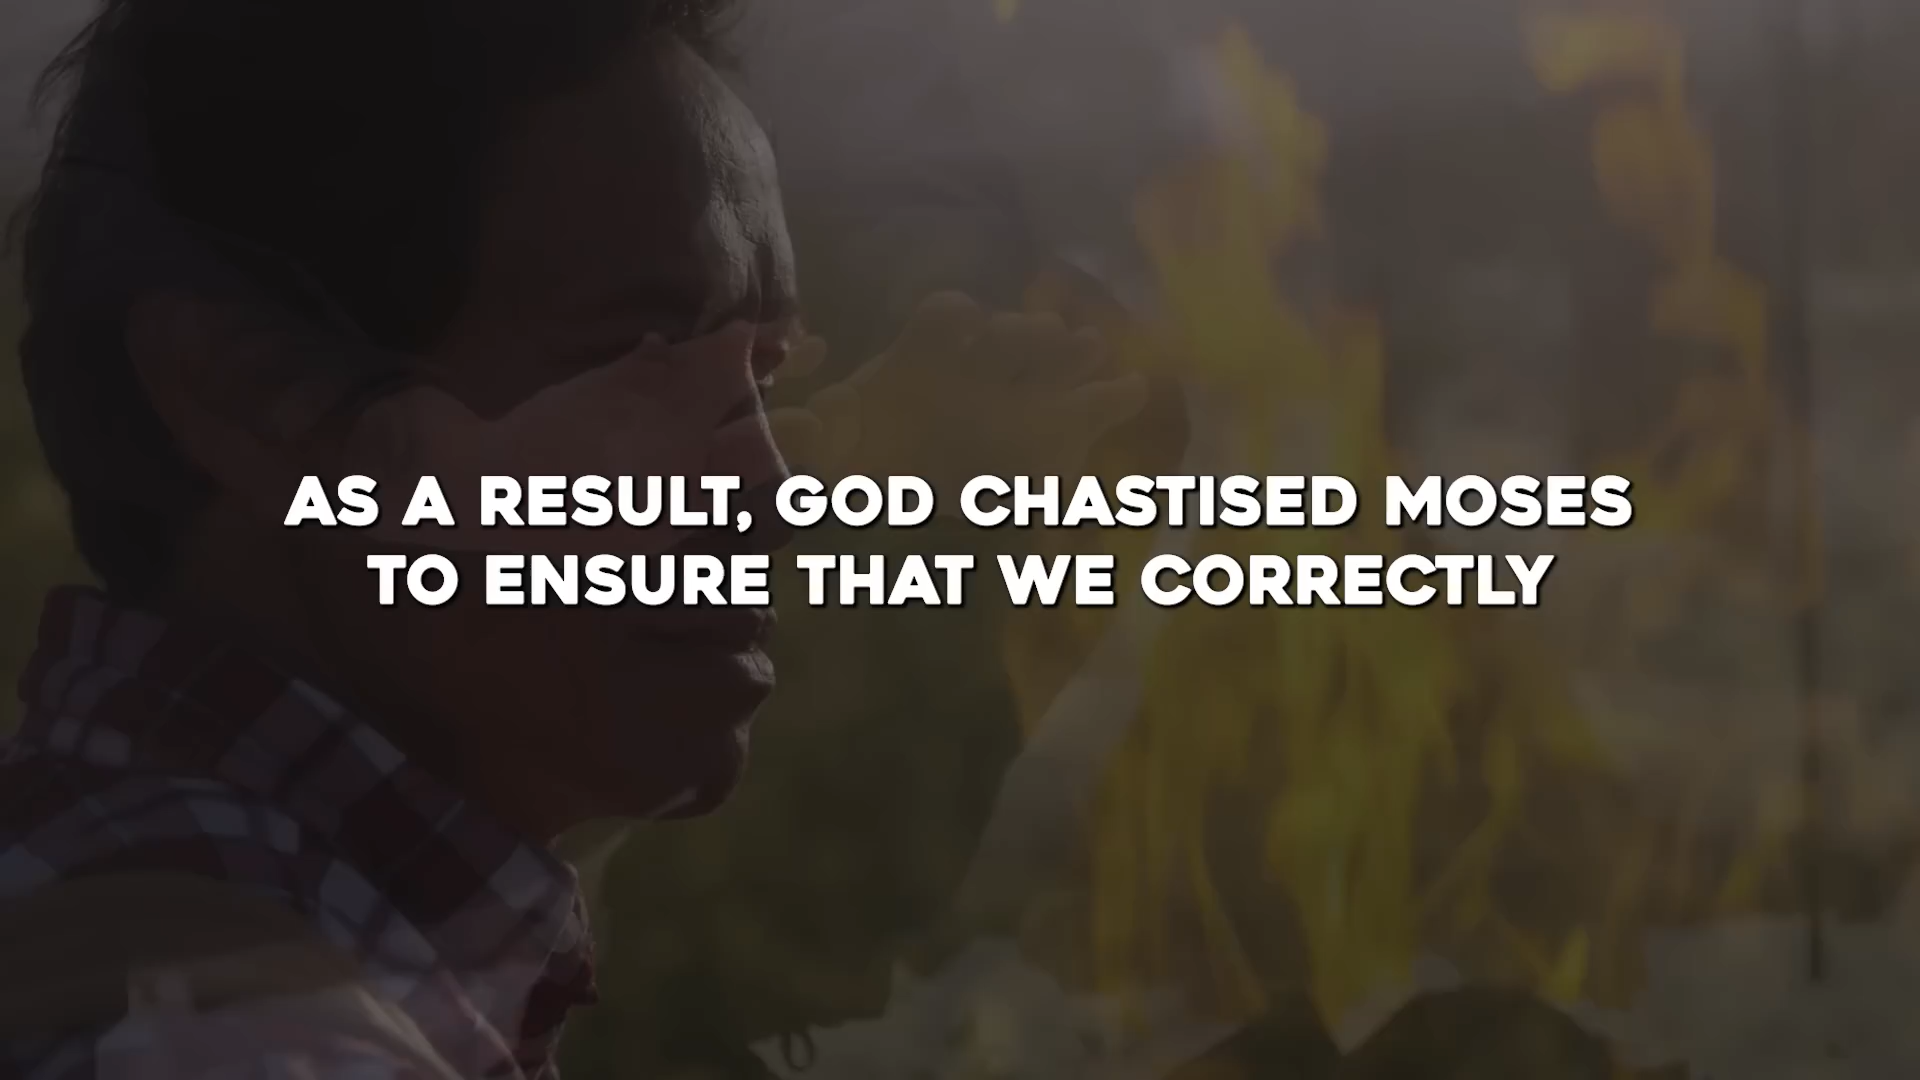 AS A RESULT, GOD CHASTISED MOSES
TO ENSURE THAT WE CORRECTLY